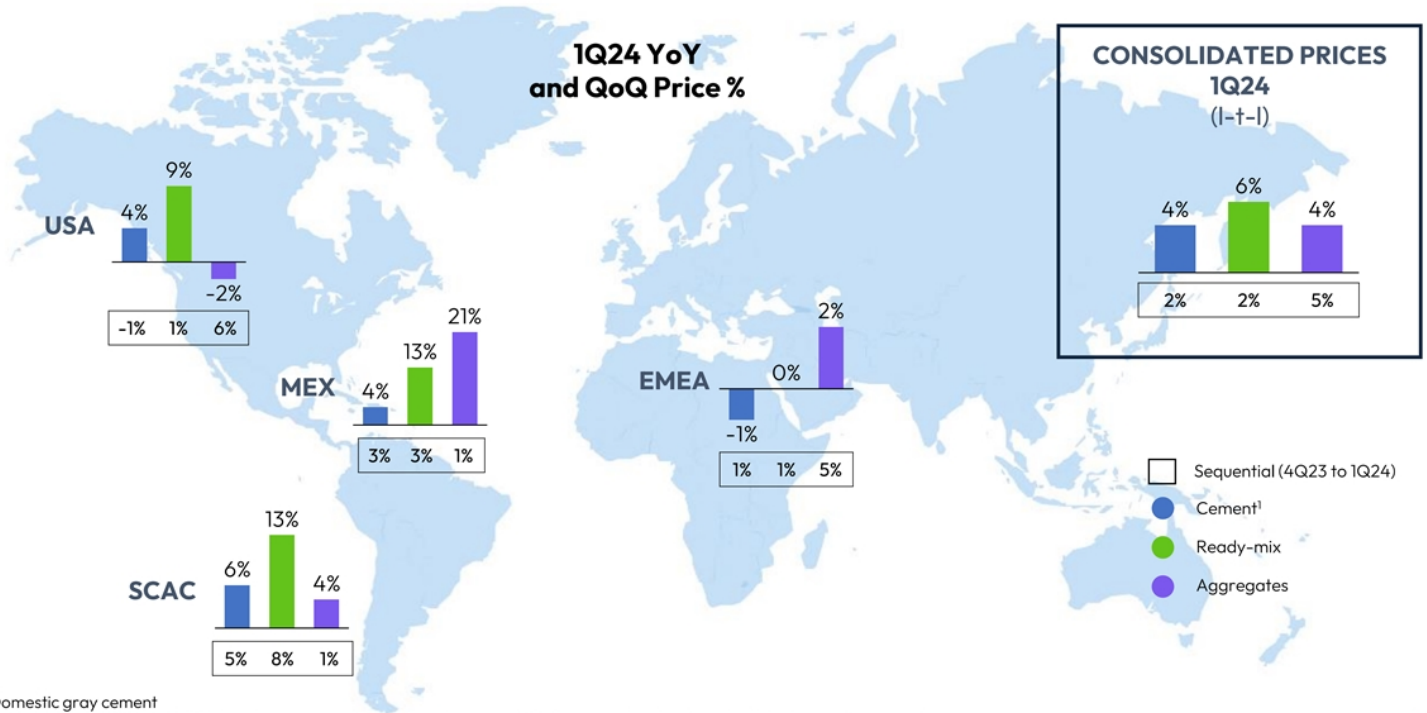 1Q24 YoY
and QoQ Price %
CONSOLIDATED PRICES
1Q24
(l-t-l)
4% 6% 4%
2% 2% 5%
USA
4% 9% -2%
-1% 1% 6%
MEX
4% 13% 21%
3% 3% 1%
EMEA
-1% 0% 2%
1% 1% 5%
SCAC
6% 13% 4%
5% 8% 1%
Sequential (4Q23 to 1Q24)
Cement¹
Ready-mix
Aggregates
gray cement